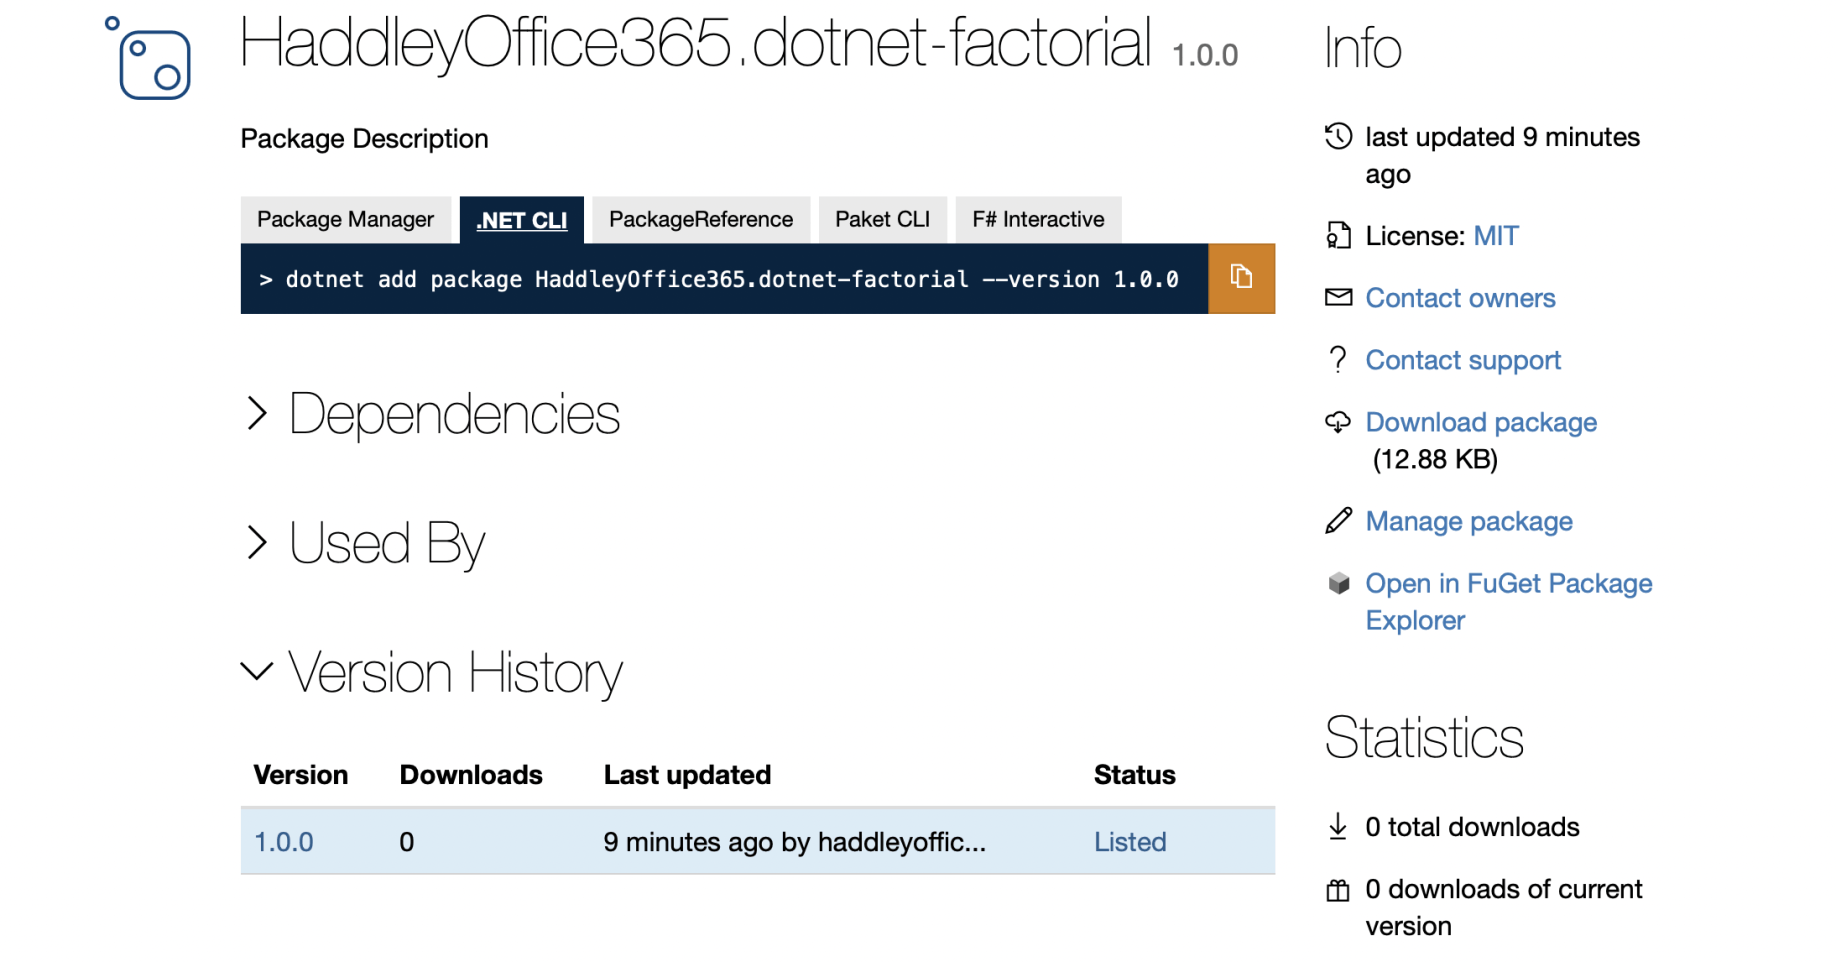 HaddleyOffice365.dotnet-factorial 1.0.0
Package Description
Package Manager
.NET CLI
PackageReference
Paket CLI
F# Interactive
> dotnet add package HaddleyOffice365.dotnet-factorial --version 1.0.0
Dependencies
Used By
Version History
Version Downloads Last updated Status
1.0.0 0 9 minutes ago by haddleyoffic... Listed
Info
last updated 9 minutes
ago
License: MIT
Contact owners
Contact support
Download package
(12.88 KB)
Manage package
Open in FuGet Package
Explorer
Statistics
0 total downloads
0 downloads of current
version